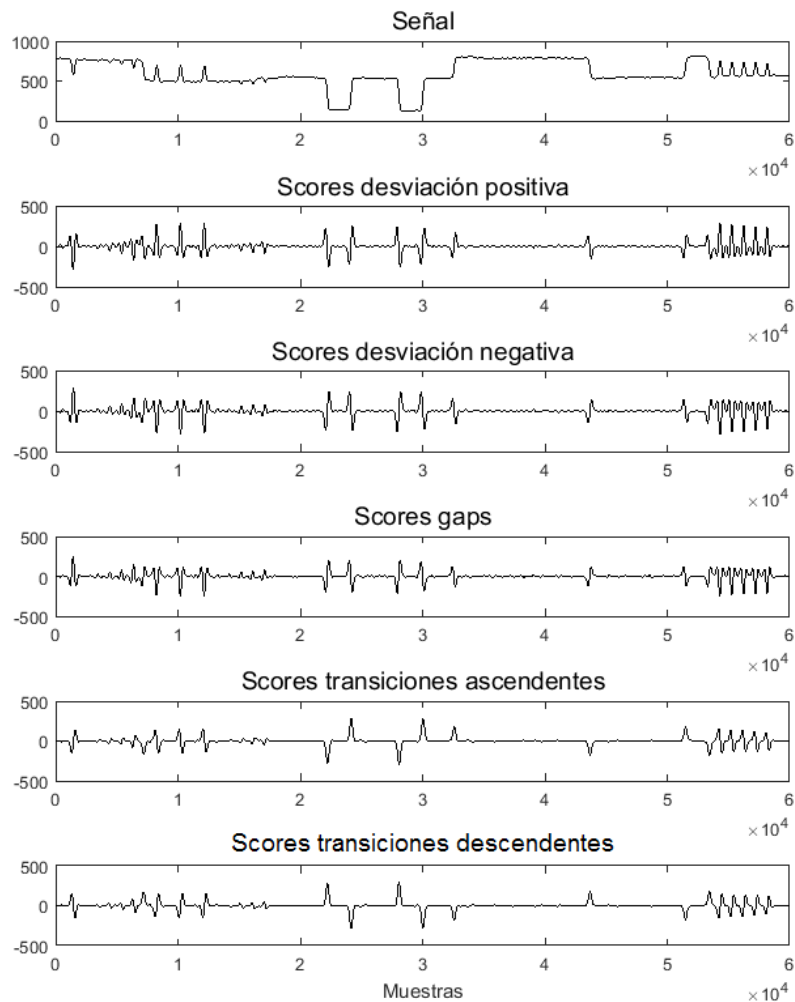 Señal
1000
500
0
0 1 2 3 4 5 6
×10^4
Scores desviación positiva
500
0
-500
0 1 2 3 4 5 6
×10^4
Scores desviación negativa
500
0
-500
0 1 2 3 4 5 6
×10^4
Scores gaps
500
0
-500
0 1 2 3 4 5 6
×10^4
Scores transiciones ascendentes
500
0
-500
0 1 2 3 4 5 6
×10^4
Scores transiciones descendentes
500
0
-500
0 1 2 3 4 5 6
Muestras
×10^4